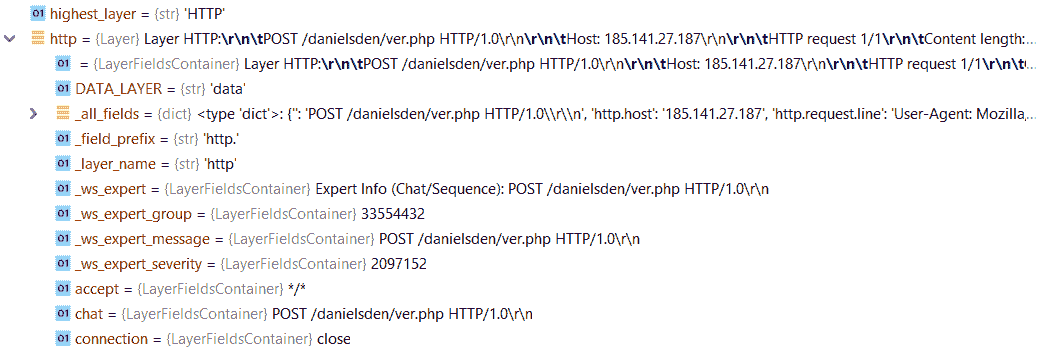 01 highest_layer = {str} 'HTTP'
http = {Layer} Layer HTTP:\r\n\tPOST /danielsden/ver.php HTTP/1.0\r\n\r\n\tHost: 185.141.27.187\r\n\r\n\tHTTP request 1/1\r\n\tContent length:...
01 = {LayerFieldsContainer} Layer HTTP:\r\n\tPOST /danielsden/ver.php HTTP/1.0\r\n\r\n\tHost: 185.141.27.187\r\n\r\n\tHTTP request 1/1\r\n\t(...
01 DATA_LAYER = {str} 'data'
_all_fields = {dict} <type 'dict'>: {'': 'POST /danielsden/ver.php HTTP/1.0\\r\\n', 'http.host': '185.141.27.187', 'http.request.line': 'User-Agent: Mozilla,...
01 _field_prefix = {str} 'http.'
01 _layer_name = {str} 'http'
01 _ws_expert = {LayerFieldsContainer} Expert Info (Chat/Sequence): POST /danielsden/ver.php HTTP/1.0\r\n
01 _ws_expert_group = {LayerFieldsContainer} 33554432
01 _ws_expert_message = {LayerFieldsContainer} POST /danielsden/ver.php HTTP/1.0\r\n
01 _ws_expert_severity = {LayerFieldsContainer} 2097152
01 accept = {LayerFieldsContainer} */*
01 chat = {LayerFieldsContainer} POST /danielsden/ver.php HTTP/1.0\r\n
01 connection = {LayerFieldsContainer} close